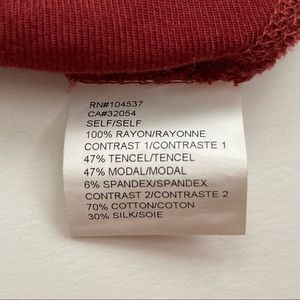 RN#104537
CA#32054
SELF/SELF
100% RAYON/RAYONNE
CONTRAST 1/CONTRASTE 1
47% TENCEL/TENCEL
47% MODAL/MODAL
6% SPANDEX/SPANDEX
CONTRAST 2/CONTRASTE 2
70% COTTON/COTON
30% SILK/SOIE